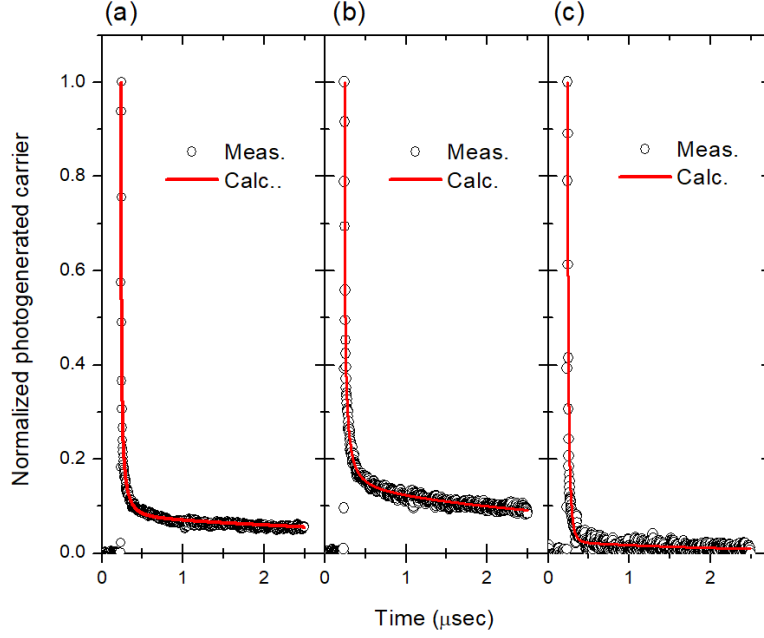 (a) (b) (c)
Normalized photogenerated carrier
1.0
0.8
0.6
0.4
0.2
0.0
Meas.
Calc..
Meas.
Calc.
Meas.
Calc.
0 1 2 0 1 2 0 1 2
Time (μsec)